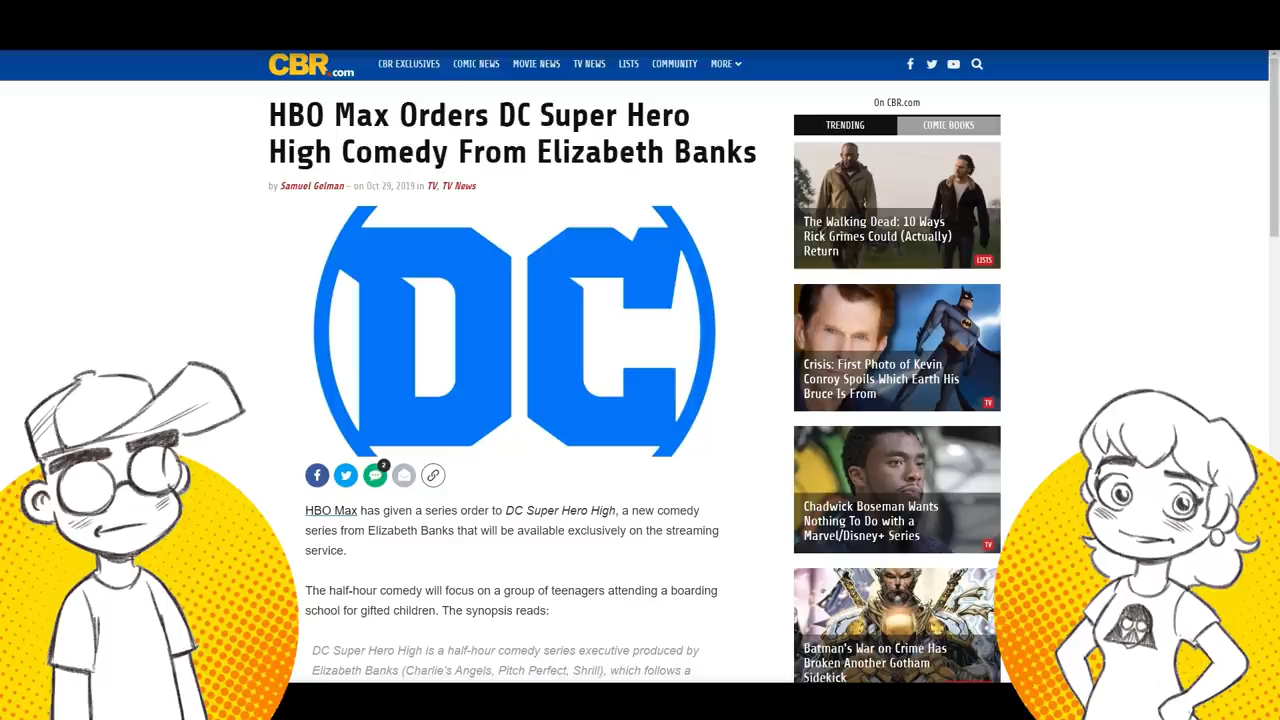 CBR.com
CBR EXCLUSIVES
COMIC NEWS
MOVIE NEWS
TV NEWS
LISTS
COMMUNITY
MORE
HBO Max Orders DC Super Hero
High Comedy From Elizabeth Banks
by Samuel Gelman – on Oct 29, 2019 in TV, TV News
DC
2
HBO Max has given a series order to DC Super Hero High, a new comedy
series from Elizabeth Banks that will be available exclusively on the streaming
service.
The half-hour comedy will focus on a group of teenagers attending a boarding
school for gifted children. The synopsis reads:
DC Super Hero High is a half-hour comedy series executive produced by
Elizabeth Banks (Charlie's Angels, Pitch Perfect, Shrill), which follows a
On CBR.com
TRENDING
COMIC BOOKS
The Walking Dead: 10 Ways
Rick Grimes Could (Actually)
Return
LISTS
Crisis: First Photo of Kevin
Conroy Spoils Which Earth His
Bruce Is From
TV
Chadwick Boseman Wants
Nothing To Do with a
Marvel/Disney+ Series
TV
Batman's War on Crime Has
Broken Another Gotham
Sidekick